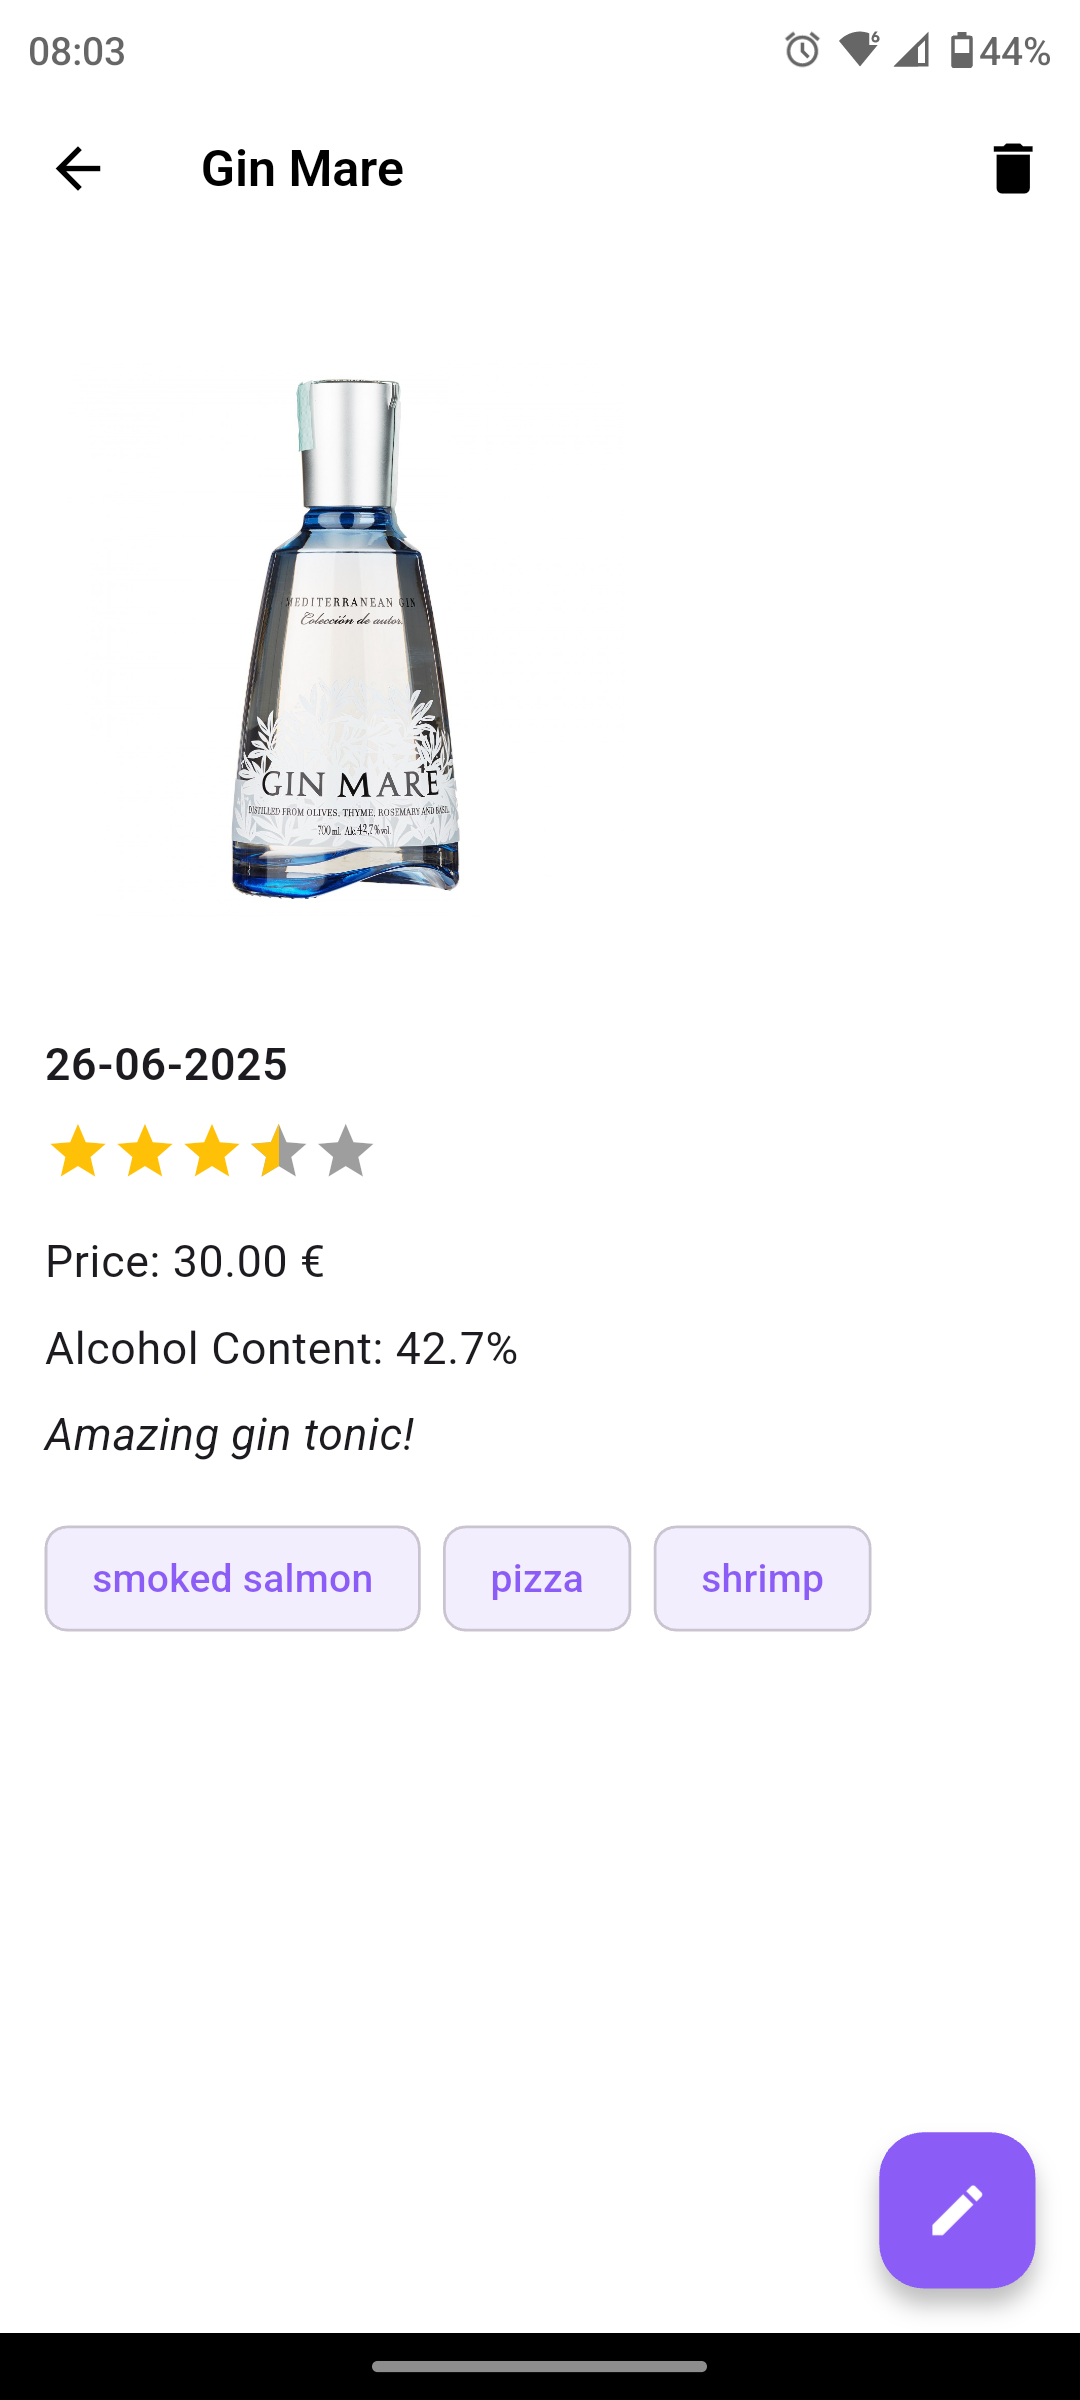 08:03
6
44%
Gin Mare
MEDITERRANEAN GIN
Colección de autor.
GIN MARE
DISTILLED FROM OLIVES, THYME, ROSEMARY AND BASIL
700 ml. Alc. 42,7% vol.
26-06-2025
Price: 30.00 €
Alcohol Content: 42.7%
Amazing gin tonic!
smoked salmon
pizza
shrimp